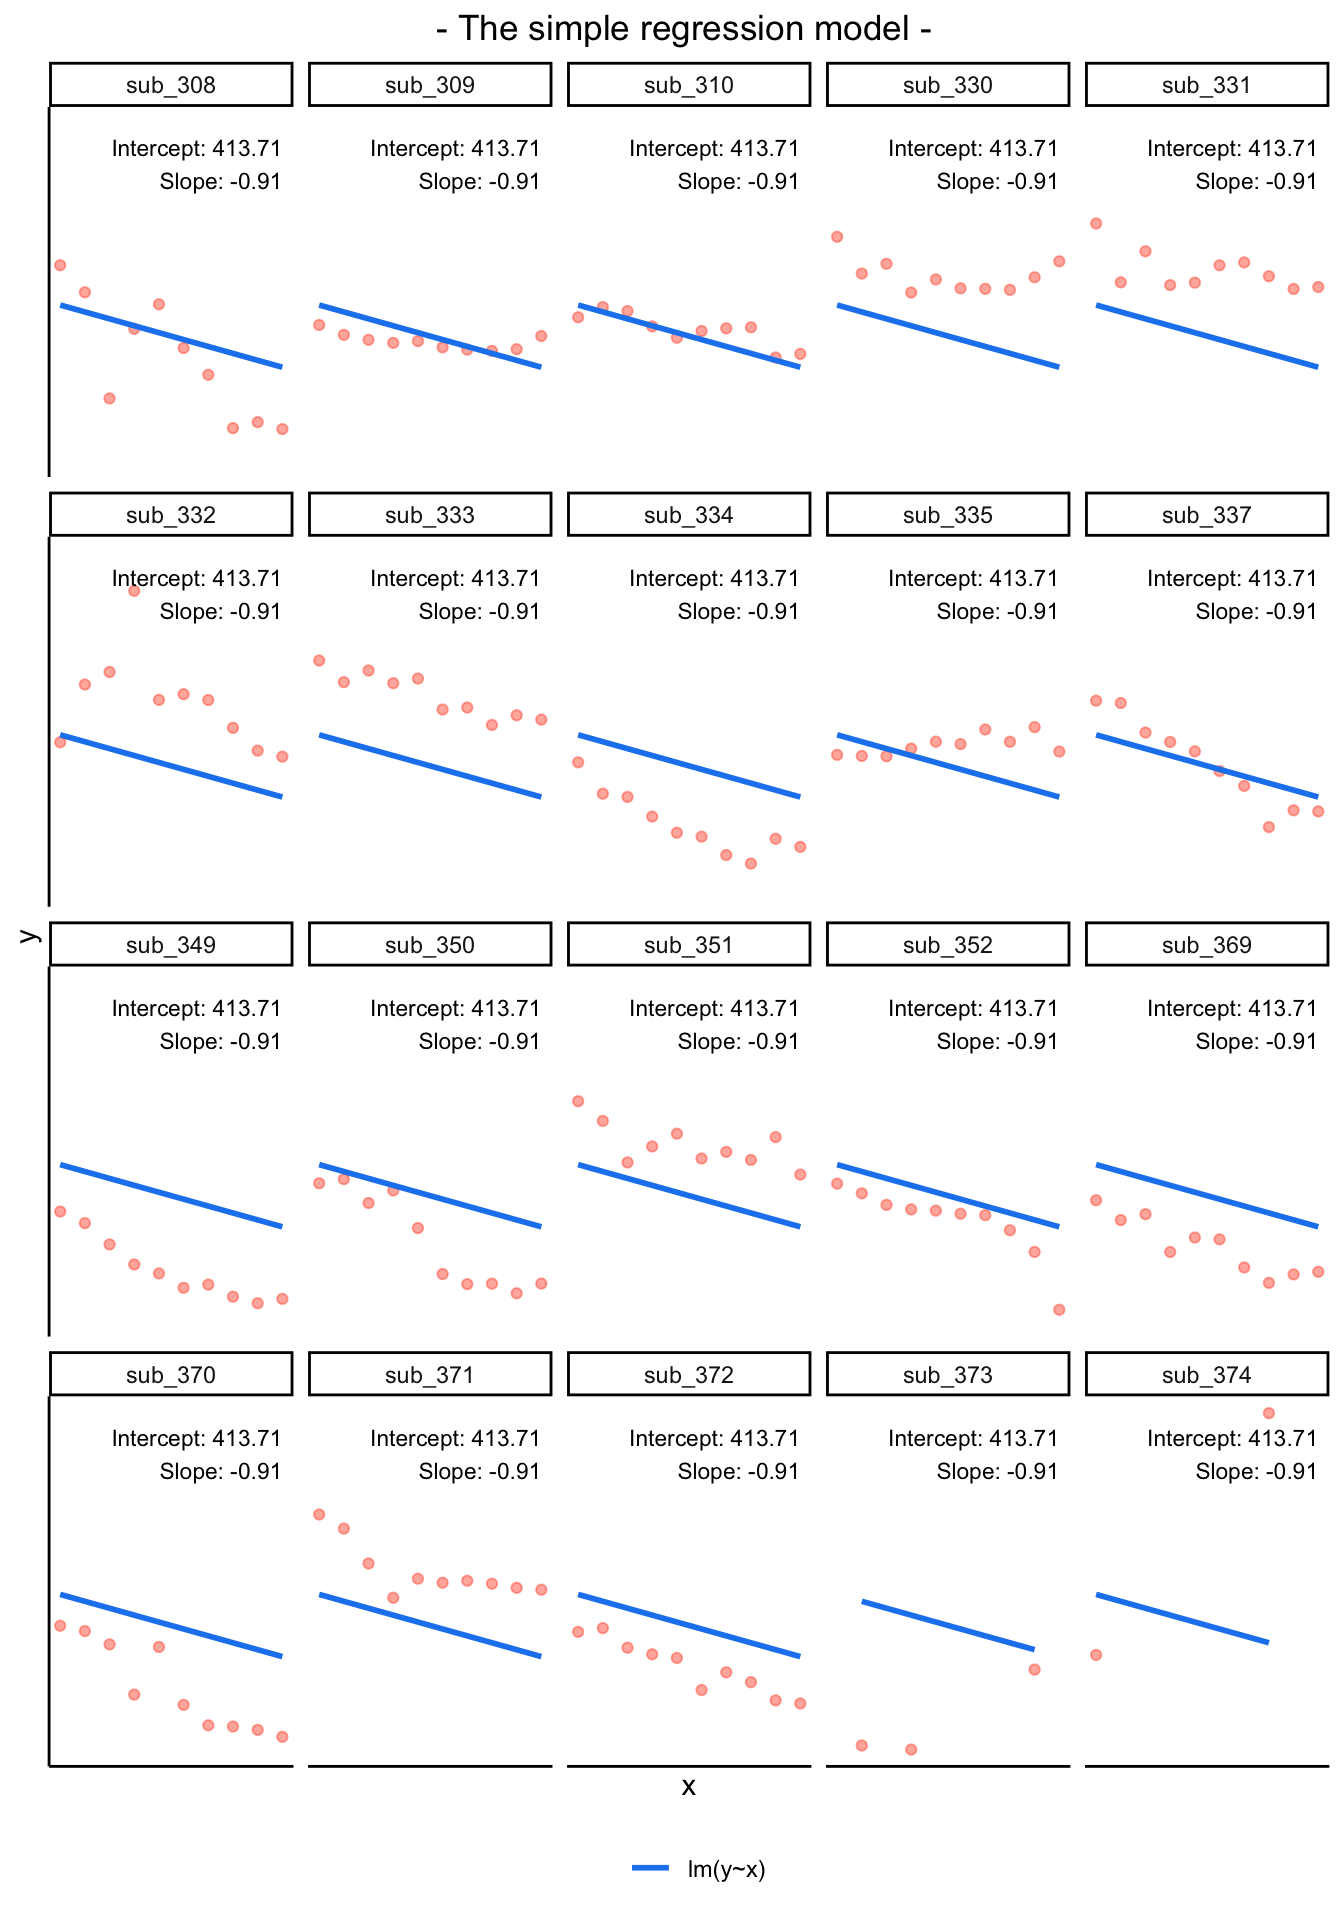 - The simple regression model -
sub_308
sub_309
sub_310
sub_330
sub_331
Intercept: 413.71
Slope: -0.91
Intercept: 413.71
Slope: -0.91
Intercept: 413.71
Slope: -0.91
Intercept: 413.71
Slope: -0.91
Intercept: 413.71
Slope: -0.91
sub_332
sub_333
sub_334
sub_335
sub_337
Intercept: 413.71
Slope: -0.91
Intercept: 413.71
Slope: -0.91
Intercept: 413.71
Slope: -0.91
Intercept: 413.71
Slope: -0.91
Intercept: 413.71
Slope: -0.91
y
sub_349
sub_350
sub_351
sub_352
sub_369
Intercept: 413.71
Slope: -0.91
Intercept: 413.71
Slope: -0.91
Intercept: 413.71
Slope: -0.91
Intercept: 413.71
Slope: -0.91
Intercept: 413.71
Slope: -0.91
sub_370
sub_371
sub_372
sub_373
sub_374
Intercept: 413.71
Slope: -0.91
Intercept: 413.71
Slope: -0.91
Intercept: 413.71
Slope: -0.91
Intercept: 413.71
Slope: -0.91
Intercept: 413.71
Slope: -0.91
x
lm(y~x)